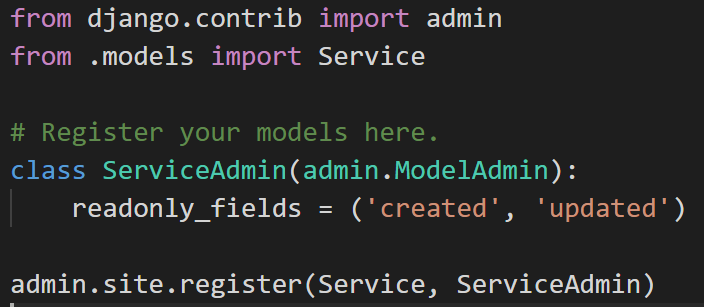 from django.contrib import admin
from .models import Service
# Register your models here.
class ServiceAdmin(admin.ModelAdmin):
    readonly_fields = ('created', 'updated')
admin.site.register(Service, ServiceAdmin)